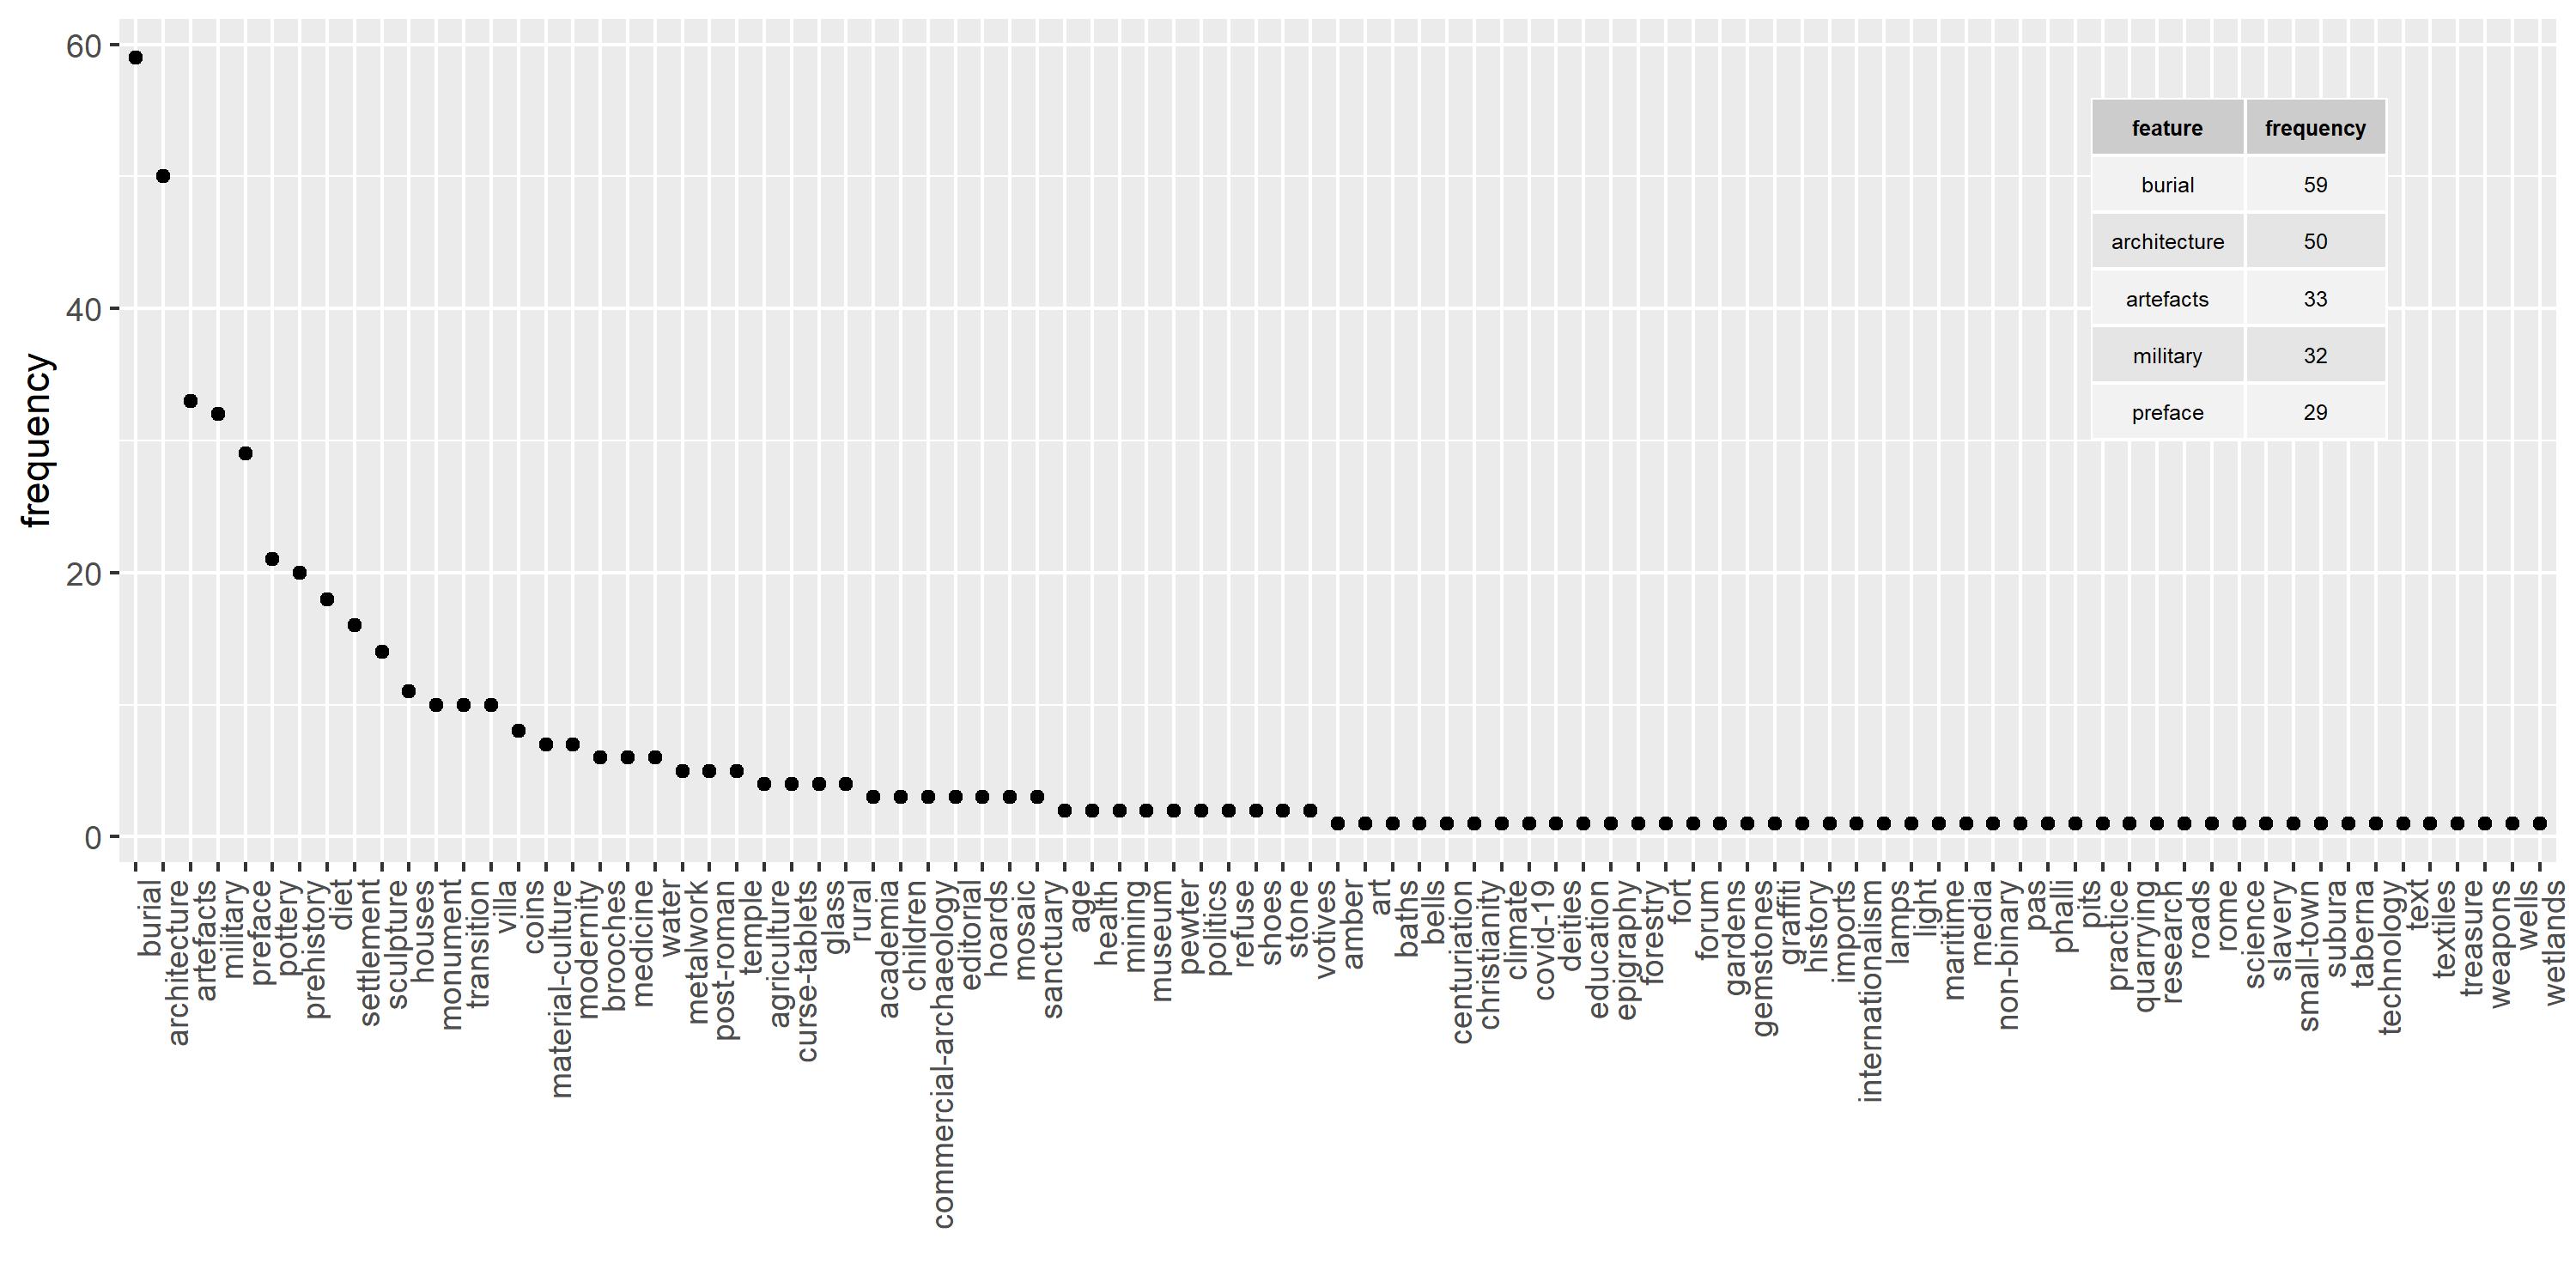 60
40
20
0
frequency
feature frequency
burial 59
architecture 50
artefacts 33
military 32
preface 29
burial
architecture
artefacts
military
preface
pottery
prehistory
diet
settlement
sculpture
houses
monument
transition
villa
coins
material-culture
modernity
brooches
medicine
water
metalwork
post-roman
temple
agriculture
curse-tablets
glass
rural
academia
children
commercial-archaeology
editorial
hoards
mosaic
sanctuary
age
health
mining
museum
pewter
politics
refuse
shoes
stone
votives
amber
art
baths
bells
centuriation
christianity
climate
covid-19
deities
education
epigraphy
forestry
fort
forum
gardens
gemstones
graffiti
history
imports
internationalism
lamps
light
maritime
media
non-binary
pas
phalli
pits
practice
quarrying
research
roads
rome
science
slavery
small-town
subura
taberna
technology
text
textiles
treasure
weapons
wells
wetlands